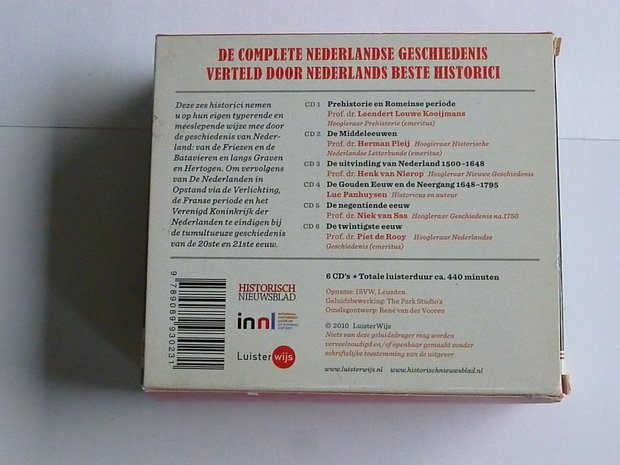 DE COMPLETE NEDERLANDSE GESCHIEDENIS
VERTELD DOOR NEDERLANDS BESTE HISTORICI
Deze zes historici nemen
u op hun eigen typerende en
meeslepende wijze mee door
de geschiedenis van Neder-
land: van de Friezen en de
Batavieren en langs Graven
en Hertogen. Om vervolgens
van De Nederlanden in
Opstand via de Verlichting,
de Franse periode en het
Verenigd Koninkrijk der
Nederlanden te eindigen bij
de tumultueuze geschiedenis
van de 20ste en 21ste eeuw.
CD 1 Prehistorie en Romeinse periode
Prof. dr. Leendert Louwe Kooijmans
Hoogleraar Prehistorie (emeritus)
CD 2 De Middeleeuwen
Prof. dr. Herman Pleij Hoogleraar Historische
Nederlandse Letterkunde (emeritus)
CD 3 De uitvinding van Nederland 1500-1648
Prof. dr. Henk van Nierop Hoogleraar Nieuwe Geschiedenis
CD 4 De Gouden Eeuw en de Neergang 1648-1795
Luc Panhuysen Historicus en auteur
CD 5 De negentiende eeuw
Prof. dr. Niek van Sas Hoogleraar Geschiedenis na 1750
CD 6 De twintigste eeuw
Prof. dr. Piet de Rooy Hoogleraar Nederlandse
Geschiedenis (emeritus)
9 789089 930231
HISTORISCH
NIEUWSBLAD
innl
Luisterwijs
6 CD's * Totale luisterduur ca. 440 minuten
Opname: ISVW, Leusden
Geluidsbewerking: The Park Studio's
Omslagontwerp: René van der Vooren
© 2010 LuisterWijs
Niets van deze geluidsdrager mag worden
verveelvoudigd en/of openbaar gemaakt zonder
schriftelijke toestemming van de uitgever.
www.luisterwijs.nl www.historischnieuwsblad.nl